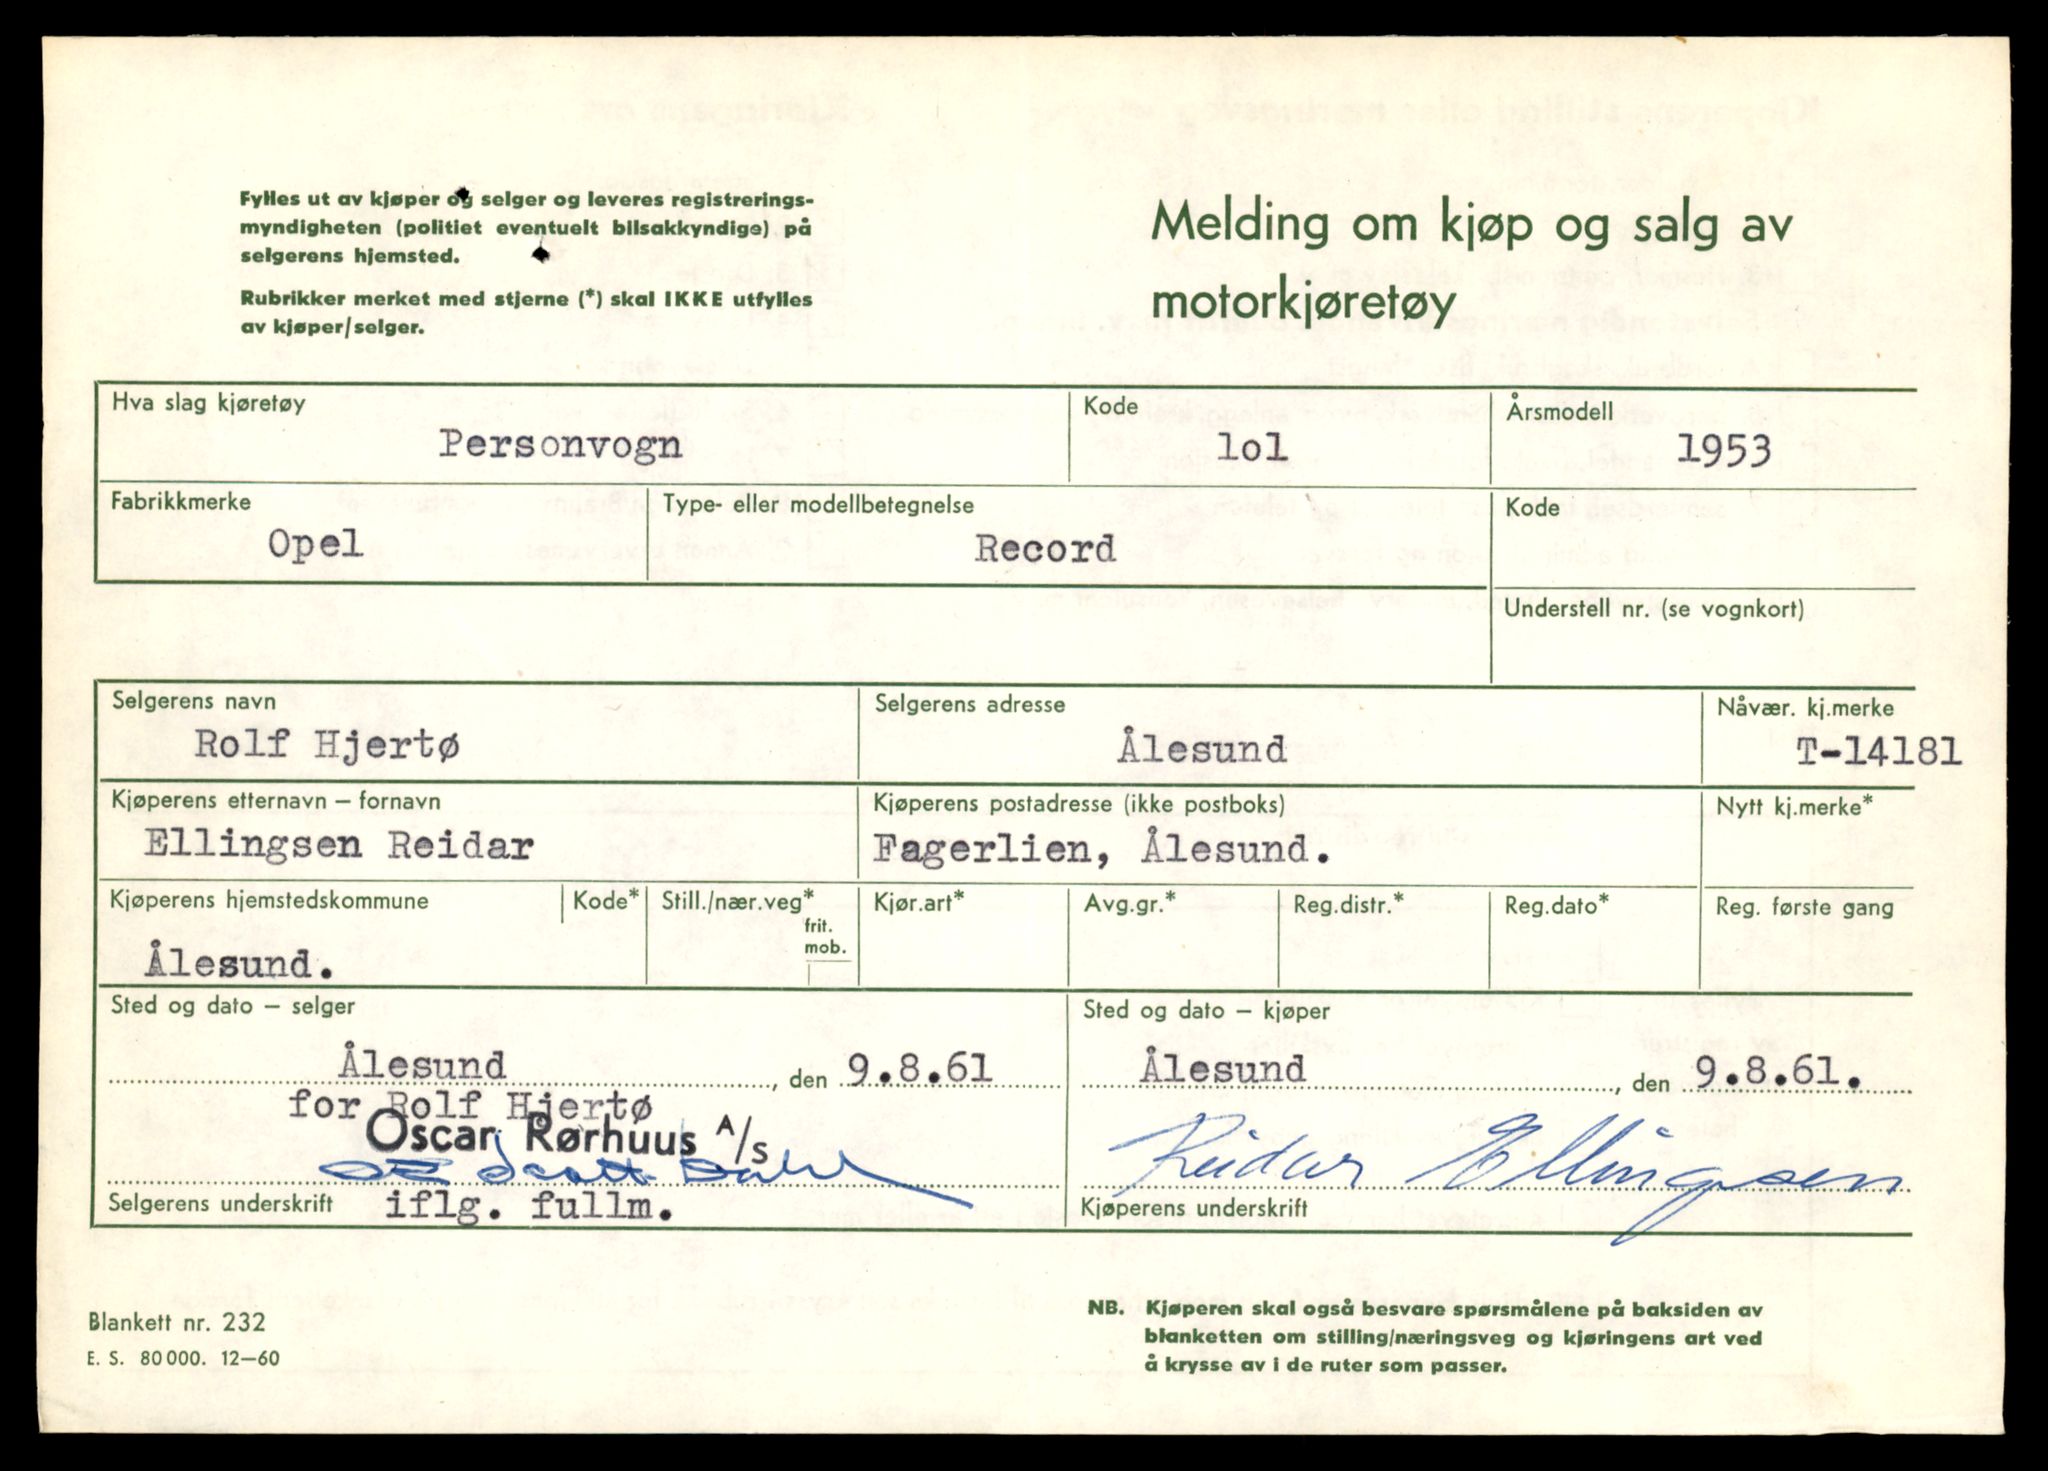 Fylles ut av kjøper og selger og leveres registrerings-
myndigheten (politiet eventuelt bilsakkyndige) på
selgerens hjemsted.
Rubrikker merket med stjerne (*) skal IKKE utfylles
av kjøper/selger.
Melding om kjøp og salg av
motorkjøretøy
Hva slag kjøretøy
Personvogn
Kode
lol
Årsmodell
1953
Fabrikkmerke
Opel
Type- eller modellbetegnelse
Record
Kode
Understell nr. (se vognkort)
Selgerens navn
Rolf Hjertø
Selgerens adresse
Ålesund
Nåvær. kj.merke
T-14181
Kjøperens etternavn – fornavn
Ellingsen Reidar
Kjøperens postadresse (ikke postboks)
Fagerlien, Ålesund.
Nytt kj.merke*
Kjøperens hjemstedskommune
Ålesund.
Kode*
Still./nær.veg*
frit.
mob.
Kjør.art*
Avg.gr.*
Reg.distr.*
Reg.dato*
Reg. første gang
Sted og dato – selger
Ålesund, den 9.8.61
for Rolf Hjertø
Oscar Rørhuus A/S
Selgerens underskrift iflg. fullm.
Sted og dato – kjøper
Ålesund, den 9.8.61.
Reidar Ellingsen
Kjøperens underskrift
Blankett nr. 232
E. S. 80 000. 12–60
NB. Kjøperen skal også besvare spørsmålene på baksiden av
blanketten om stilling/næringsveg og kjøringens art ved
å krysse av i de ruter som passer.